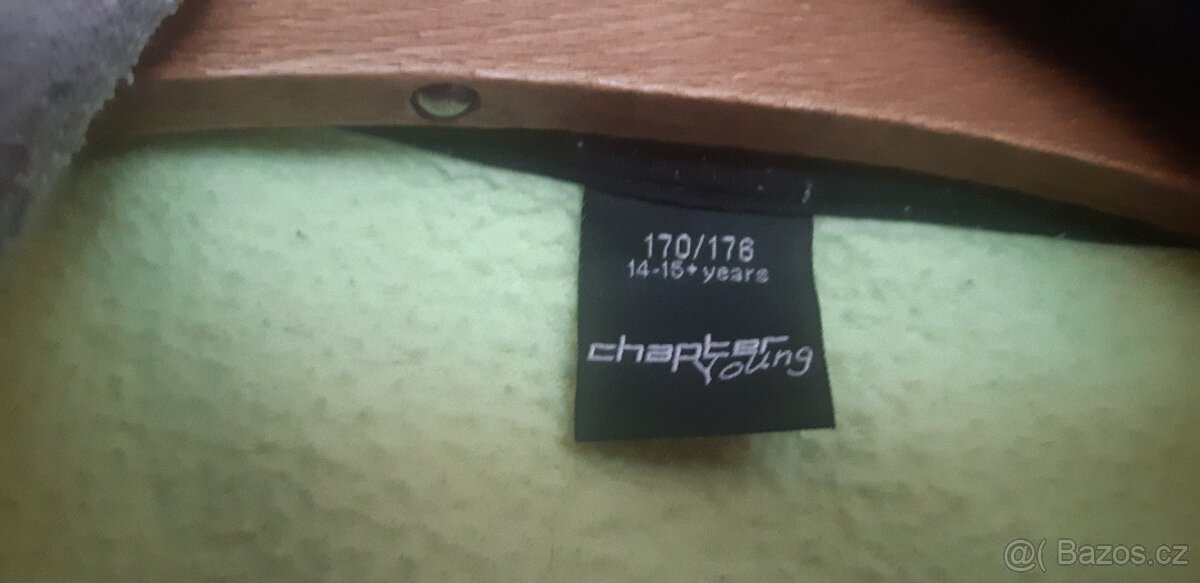 170/176
14-15+ years
chapter
Young
@( Bazos.cz